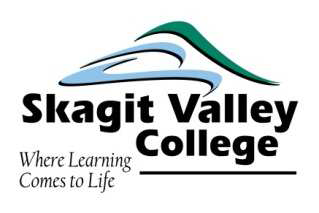 Skagit Valley
College
Where Learning
Comes to Life